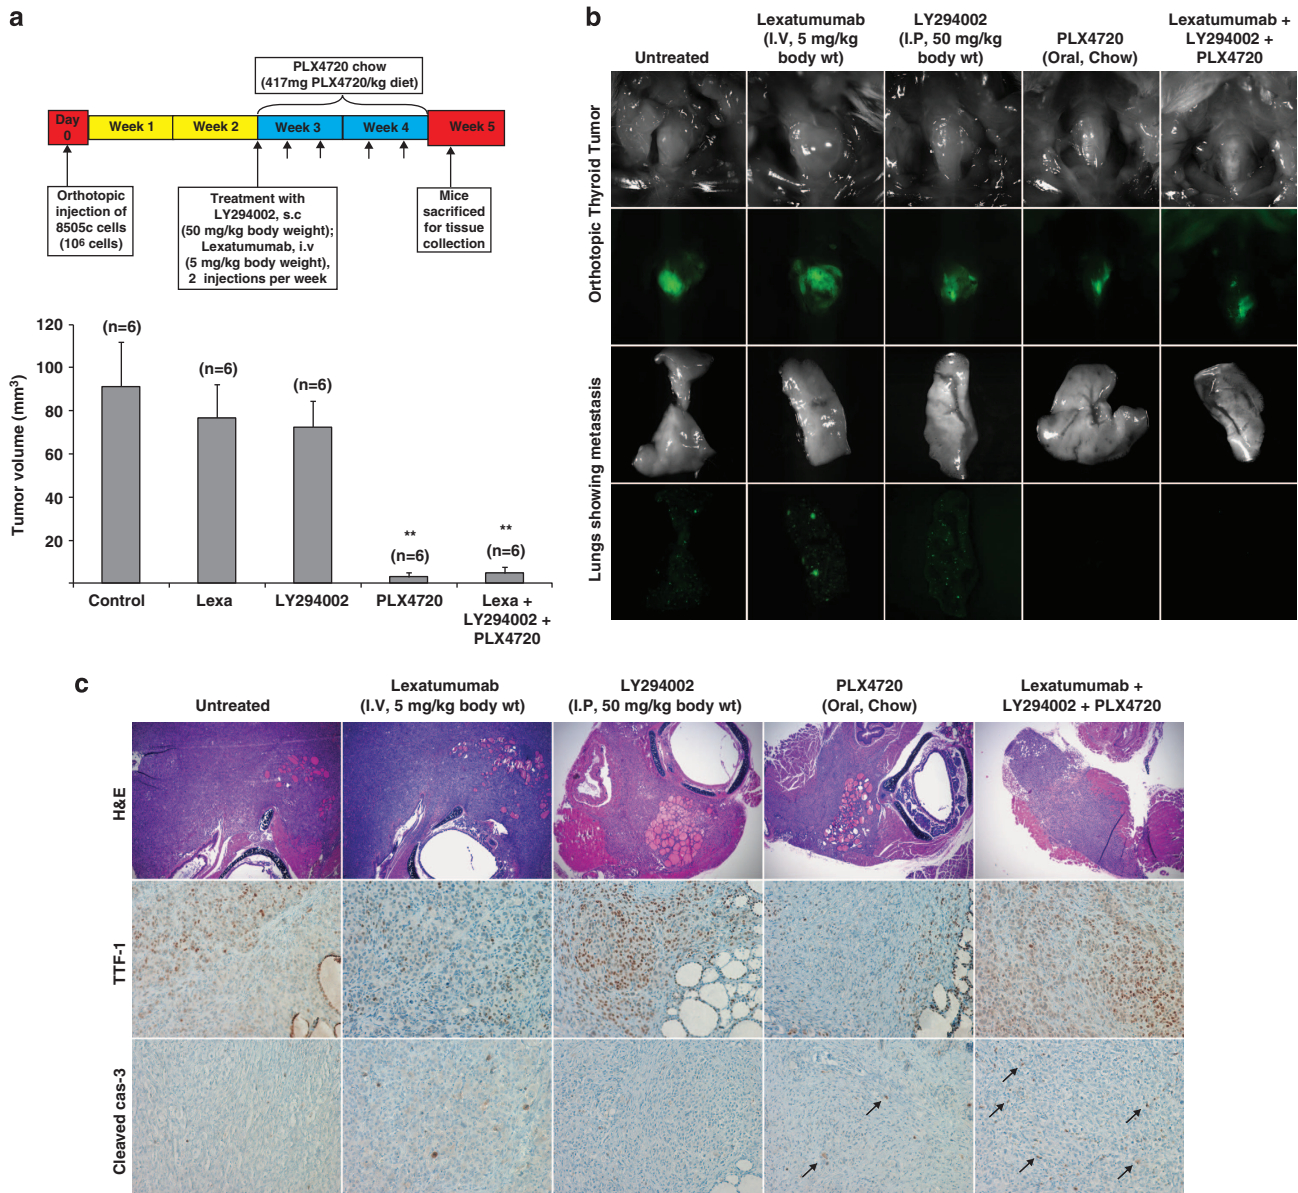 a
PLX4720 chow
(417mg PLX4720/kg diet)
Day
0
Week 1
Week 2
Week 3
Week 4
Week 5
Orthotopic
injection of
8505c cells
(10⁶ cells)
Treatment with
LY294002, s.c
(50 mg/kg body weight);
Lexatumumab, i.v
(5 mg/kg body weight),
2 injections per week
Mice
sacrificed
for tissue
collection
Tumor volume (mm³)
120
100
80
60
40
20
(n=6)
(n=6)
(n=6)
**
(n=6)
**
(n=6)
Control
Lexa
LY294002
PLX4720
Lexa +
LY294002 +
PLX4720
b
Untreated
Lexatumumab
(I.V, 5 mg/kg
body wt)
LY294002
(I.P, 50 mg/kg
body wt)
PLX4720
(Oral, Chow)
Lexatumumab +
LY294002 +
PLX4720
Orthotopic Thyroid Tumor
Lungs showing metastasis
c
Untreated
Lexatumumab
(I.V, 5 mg/kg body wt)
LY294002
(I.P, 50 mg/kg body wt)
PLX4720
(Oral, Chow)
Lexatumumab +
LY294002 + PLX4720
H&E
TTF-1
Cleaved cas-3